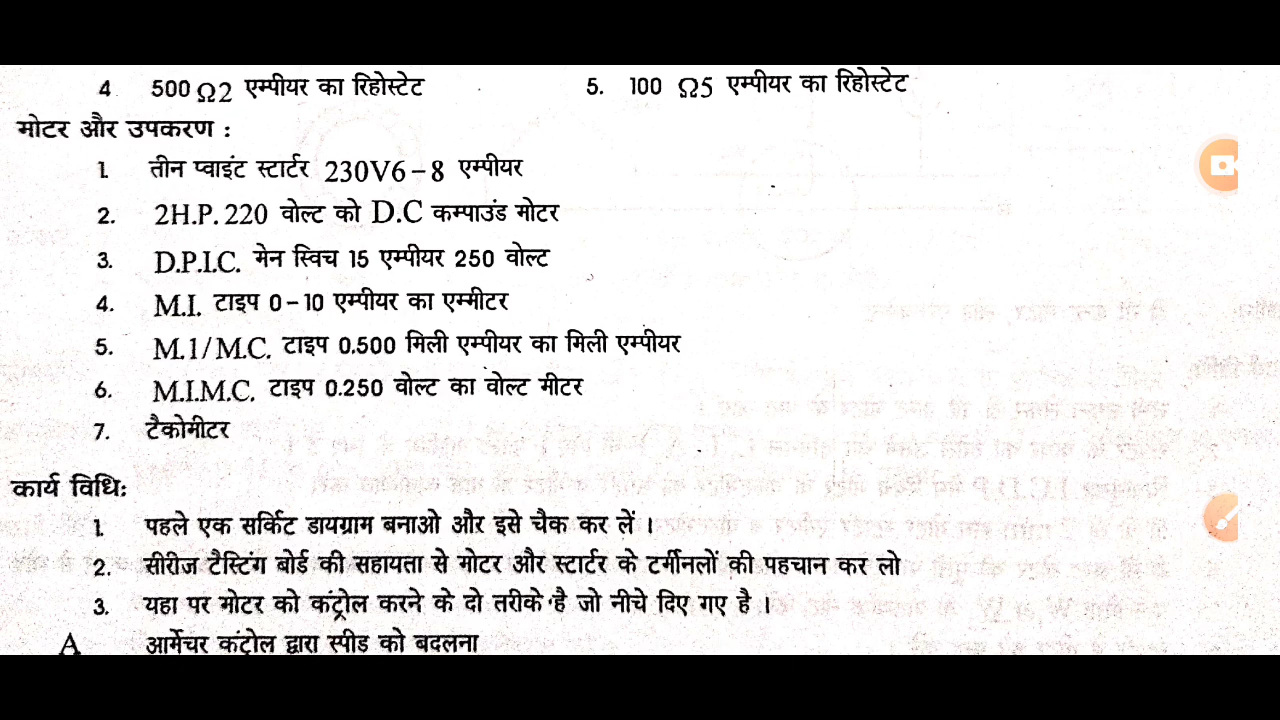 4 500 Ω2 एम्पीयर का रिहोस्टेट 5. 100 Ω5 एम्पीयर का रिहोस्टेट
मोटर और उपकरण :
1. तीन प्वाइंट स्टार्टर 230V6-8 एम्पीयर
2. 2H.P. 220 वोल्ट को D.C कम्पाउंड मोटर
3. D.P.I.C. मेन स्विच 15 एम्पीयर 250 वोल्ट
4. M.I. टाइप 0-10 एम्पीयर का एम्मीटर
5. M.1/M.C. टाइप 0.500 मिली एम्पीयर का मिली एम्पीयर
6. M.I.M.C. टाइप 0.250 वोल्ट का वोल्ट मीटर
7. टैकोमीटर
कार्य विधिः
1. पहले एक सर्किट डायग्राम बनाओ और इसे चैक कर लें ।
2. सीरीज टैस्टिंग बोर्ड की सहायता से मोटर और स्टार्टर के टर्मीनलों की पहचान कर लो
3. यहा पर मोटर को कंट्रोल करने के दो तरीके है जो नीचे दिए गए है ।
A आर्मेचर कंट्रोल द्वारा स्पीड को बदलना